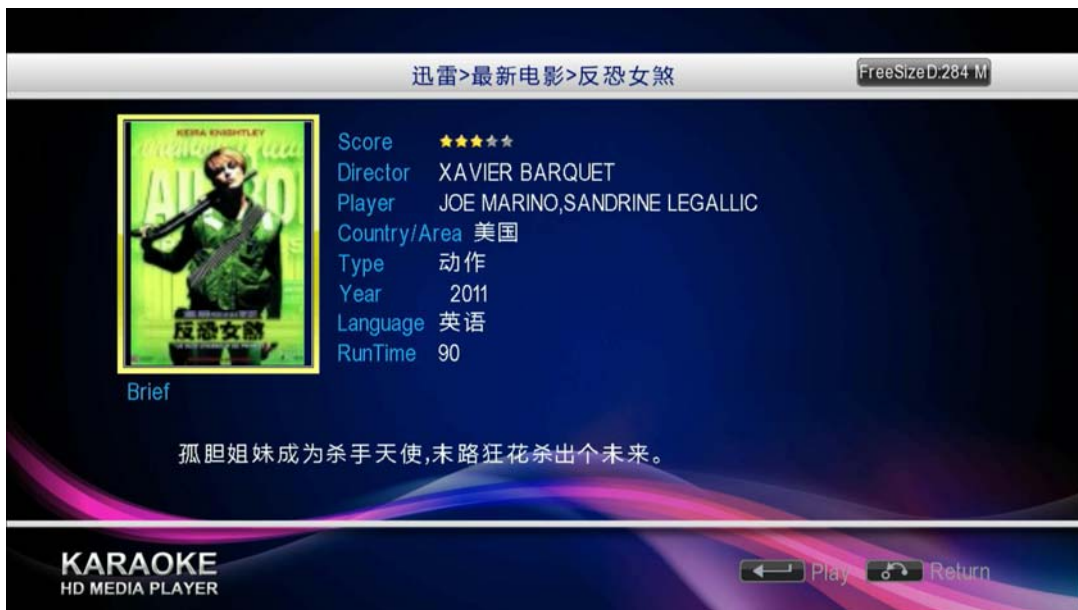 迅雷>最新电影>反恐女煞
FreeSizeD:284 M
KEIRA KNIGHTLEY
反恐女煞
Score
Director XAVIER BARQUET
Player JOE MARINO,SANDRINE LEGALLIC
Country/Area 美国
Type 动作
Year 2011
Language 英语
RunTime 90
Brief
孤胆姐妹成为杀手天使,末路狂花杀出个未来。
KARAOKE
HD MEDIA PLAYER
Play
Return